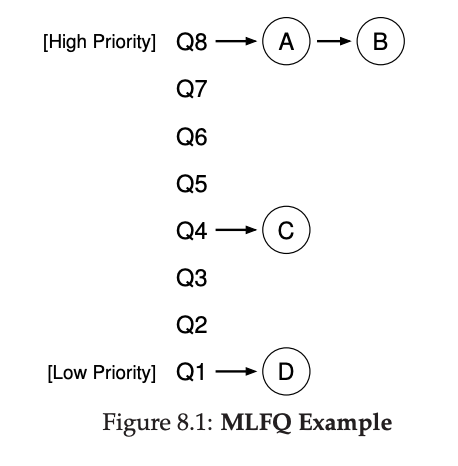 [High Priority] Q8 A B
Q7
Q6
Q5
Q4 C
Q3
Q2
[Low Priority] Q1 D
Figure 8.1: MLFQ Example